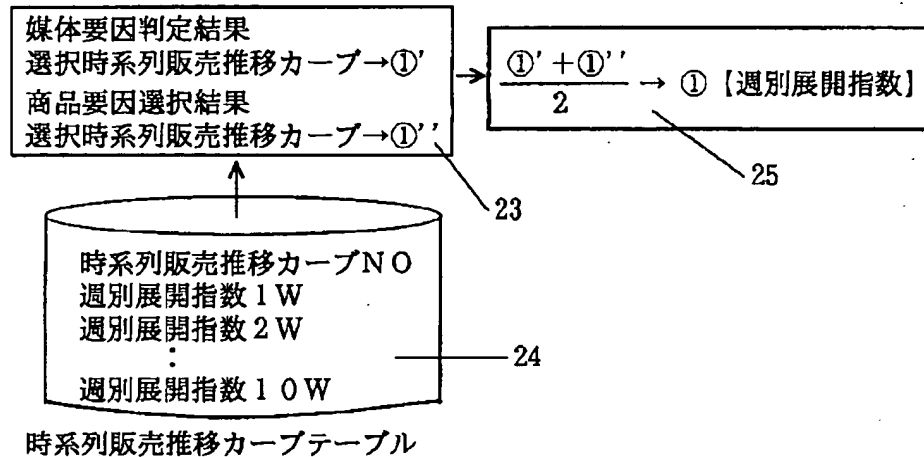 媒体要因判定結果
選択時系列販売推移カーブ→①'
商品要因選択結果
選択時系列販売推移カーブ→①''
①'+①''
2
→ ①【週別展開指数】
25
23
時系列販売推移カーブNO
週別展開指数1W
週別展開指数2W
:
週別展開指数10W
24
時系列販売推移カーブテーブル